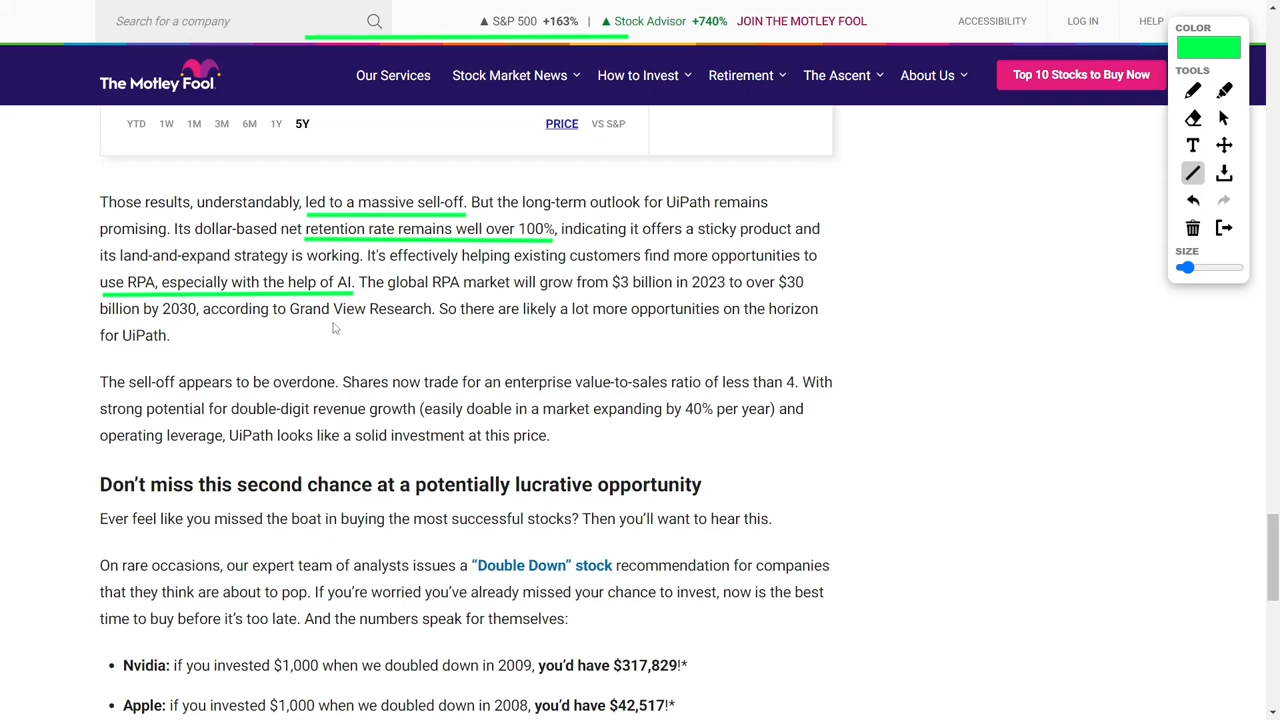 Search for a company
▲ S&P 500 +163% | ▲ Stock Advisor +740% JOIN THE MOTLEY FOOL
ACCESSIBILITY LOG IN HELP
The Motley Fool
Our Services Stock Market News How to Invest Retirement The Ascent About Us Top 10 Stocks to Buy Now
COLOR
TOOLS
T
SIZE
YTD 1W 1M 3M 6M 1Y 5Y PRICE VS S&P
Those results, understandably, led to a massive sell-off. But the long-term outlook for UiPath remains
promising. Its dollar-based net retention rate remains well over 100%, indicating it offers a sticky product and
its land-and-expand strategy is working. It's effectively helping existing customers find more opportunities to
use RPA, especially with the help of AI. The global RPA market will grow from $3 billion in 2023 to over $30
billion by 2030, according to Grand View Research. So there are likely a lot more opportunities on the horizon
for UiPath.
The sell-off appears to be overdone. Shares now trade for an enterprise value-to-sales ratio of less than 4. With
strong potential for double-digit revenue growth (easily doable in a market expanding by 40% per year) and
operating leverage, UiPath looks like a solid investment at this price.
Don’t miss this second chance at a potentially lucrative opportunity
Ever feel like you missed the boat in buying the most successful stocks? Then you’ll want to hear this.
On rare occasions, our expert team of analysts issues a “Double Down” stock recommendation for companies
that they think are about to pop. If you’re worried you’ve already missed your chance to invest, now is the best
time to buy before it’s too late. And the numbers speak for themselves:
• Nvidia: if you invested $1,000 when we doubled down in 2009, you’d have $317,829!*
• Apple: if you invested $1,000 when we doubled down in 2008, you’d have $42,517!*